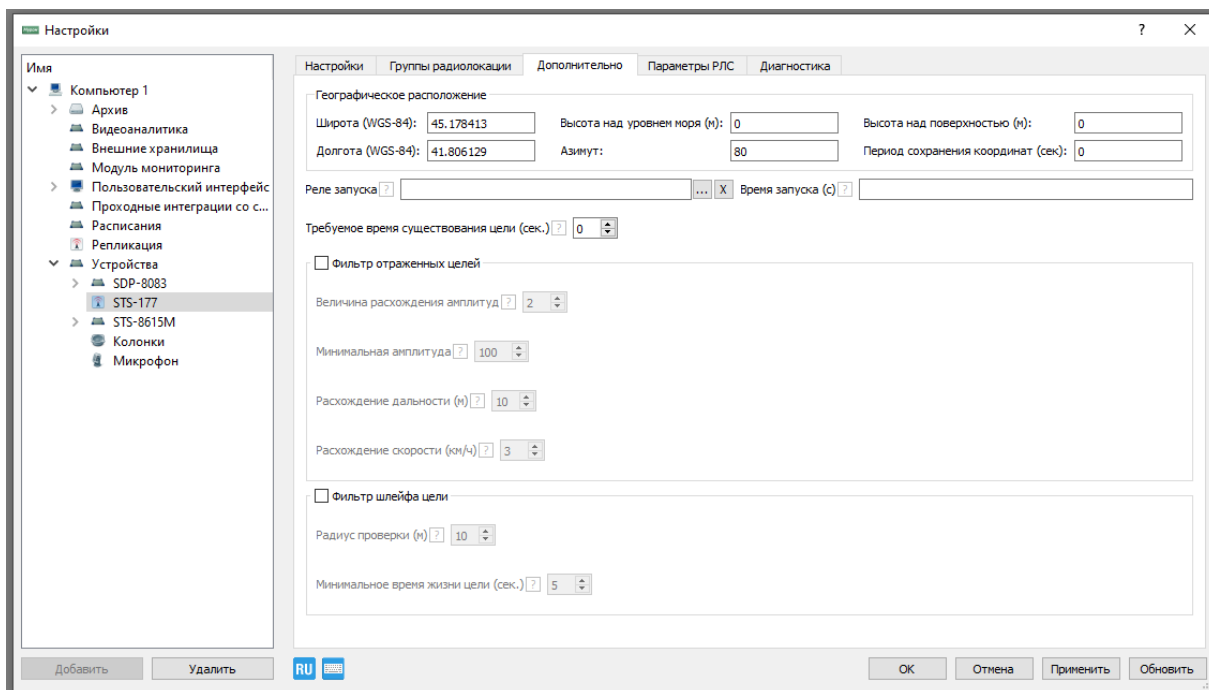 Настройки
?
Имя
Компьютер 1
Архив
Видеоаналитика
Внешние хранилища
Модуль мониторинга
Пользовательский интерфейс
Проходные интеграции со с...
Расписания
Репликация
Устройства
SDP-8083
STS-177
STS-8615M
Колонки
Микрофон
Добавить Удалить
Настройки Группы радиолокации Дополнительно Параметры РЛС Диагностика
Географическое расположение
Широта (WGS-84): 45.178413 Высота над уровнем моря (м): 0 Высота над поверхностью (м): 0
Долгота (WGS-84): 41.806129 Азимут: 80 Период сохранения координат (сек): 0
Реле запуска ? ... X Время запуска (с) ?
Требуемое время существования цели (сек.) ? 0
Фильтр отраженных целей
Величина расхождения амплитуд ? 2
Минимальная амплитуда ? 100
Расхождение дальности (м) ? 10
Расхождение скорости (км/ч) ? 3
Фильтр шлейфа цели
Радиус проверки (м) ? 10
Минимальное время жизни цели (сек.) ? 5
RU
OK Отмена Применить Обновить